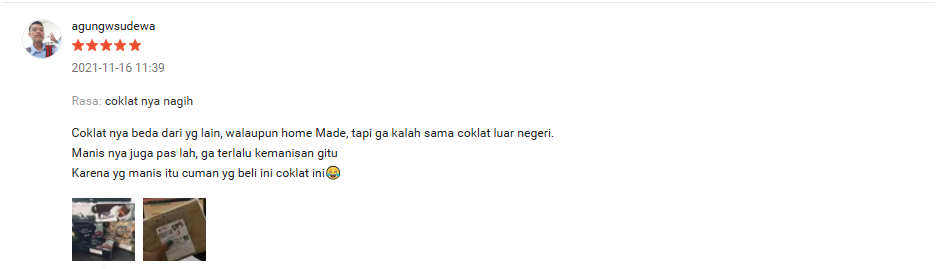 agungwsudewa
2021-11-16 11:39
Rasa: coklat nya nagih
Coklat nya beda dari yg lain, walaupun home Made, tapi ga kalah sama coklat luar negeri.
Manis nya juga pas lah, ga terlalu kemanisan gitu
Karena yg manis itu cuman yg beli ini coklat ini😂